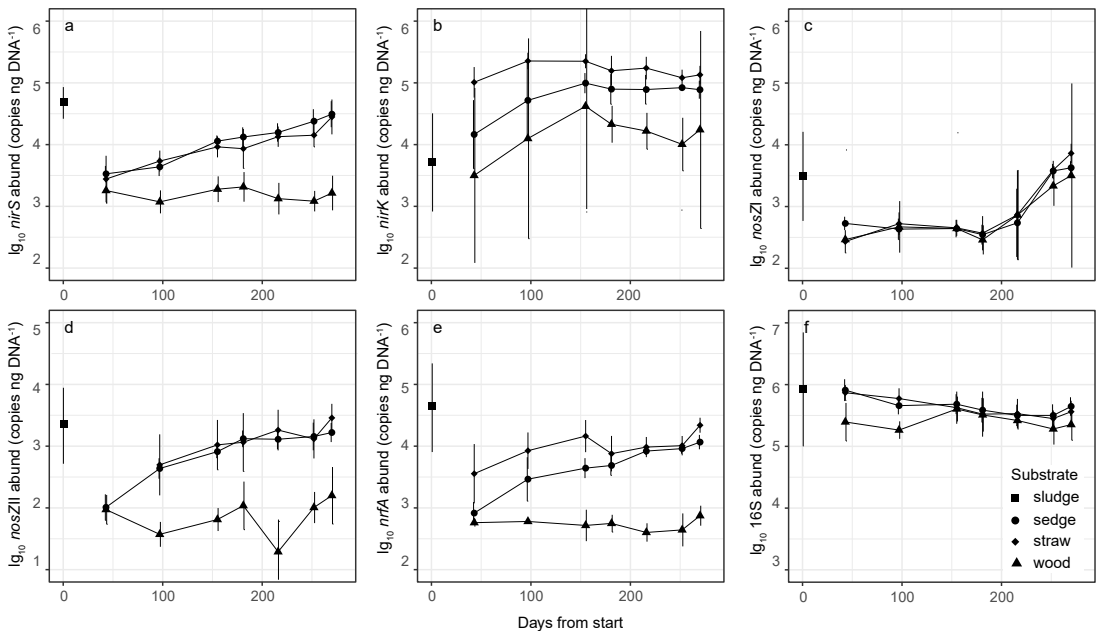 a
b
c
lg10 nirS abund (copies ng DNA-1)
6
5
4
3
2
0
100
200
lg10 nirK abund (copies ng DNA-1)
6
5
4
3
2
0
100
200
lg10 nosZI abund (copies ng DNA-1)
6
5
4
3
2
0
100
200
d
e
f
lg10 nosZII abund (copies ng DNA-1)
5
4
3
2
1
0
100
200
lg10 nrfA abund (copies ng DNA-1)
6
5
4
3
2
0
100
200
lg10 16S abund (copies ng DNA-1)
7
6
5
4
3
0
100
200
Substrate
sludge
sedge
straw
wood
Days from start